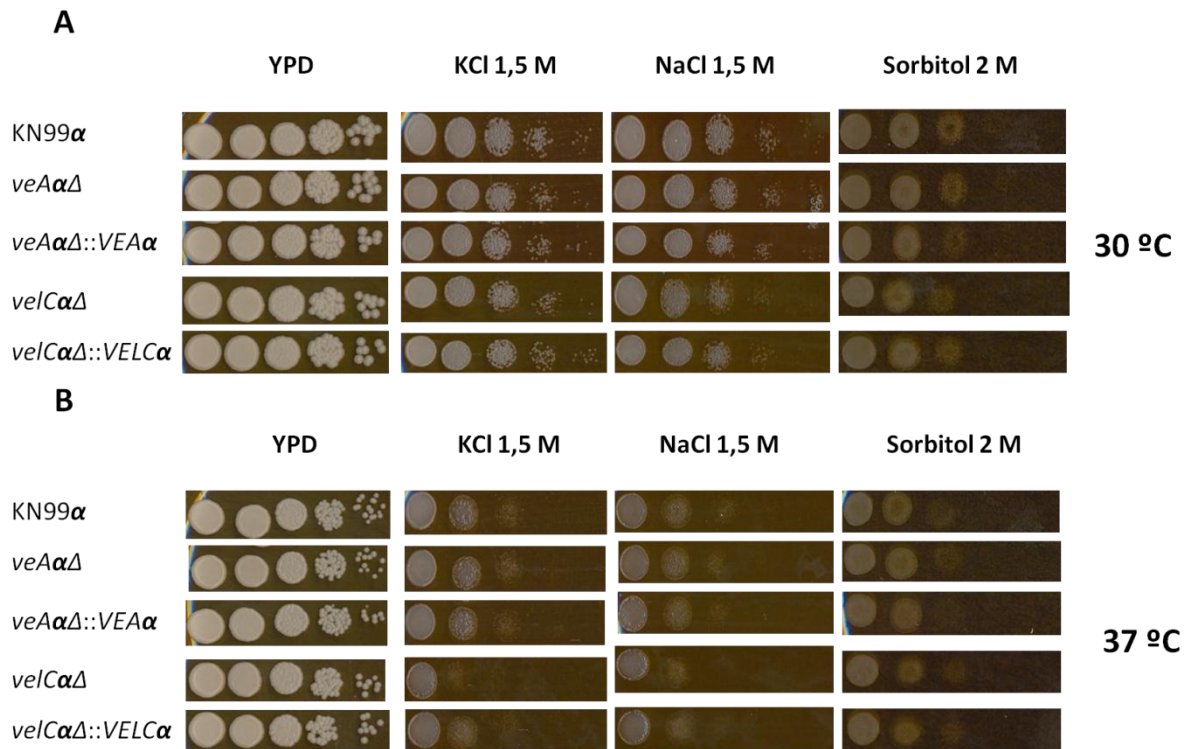 A
YPD KCl 1,5 M NaCl 1,5 M Sorbitol 2 M
KN99α
veAαΔ
veAαΔ::VEAα
velCαΔ
velCαΔ::VELCα
30 ºC
B
YPD KCl 1,5 M NaCl 1,5 M Sorbitol 2 M
KN99α
veAαΔ
veAαΔ::VEAα
velCαΔ
velCαΔ::VELCα
37 ºC